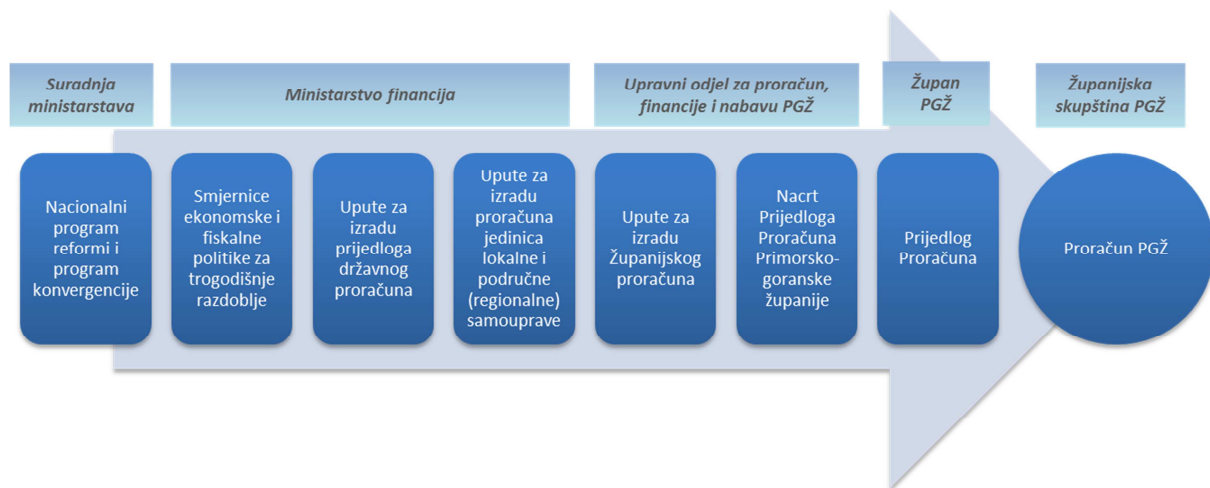 Suradnja
ministarstava
Ministarstvo financija
Upravni odjel za proračun,
financije i nabavu PGŽ
Župan
PGŽ
Županijska
skupština PGŽ
Nacionalni
program
reformi i
program
konvergencije
Smjernice
ekonomske i
fiskalne
politike za
trogodišnje
razdoblje
Upute za
izradu
prijedloga
državnog
proračuna
Upute za
izradu
proračuna
jedinica
lokalne i
područne
(regionalne)
samouprave
Upute za
izradu
Županijskog
proračuna
Nacrt
Prijedloga
Proračuna
Primorsko-
goranske
županije
Prijedlog
Proračuna
Proračun PGŽ